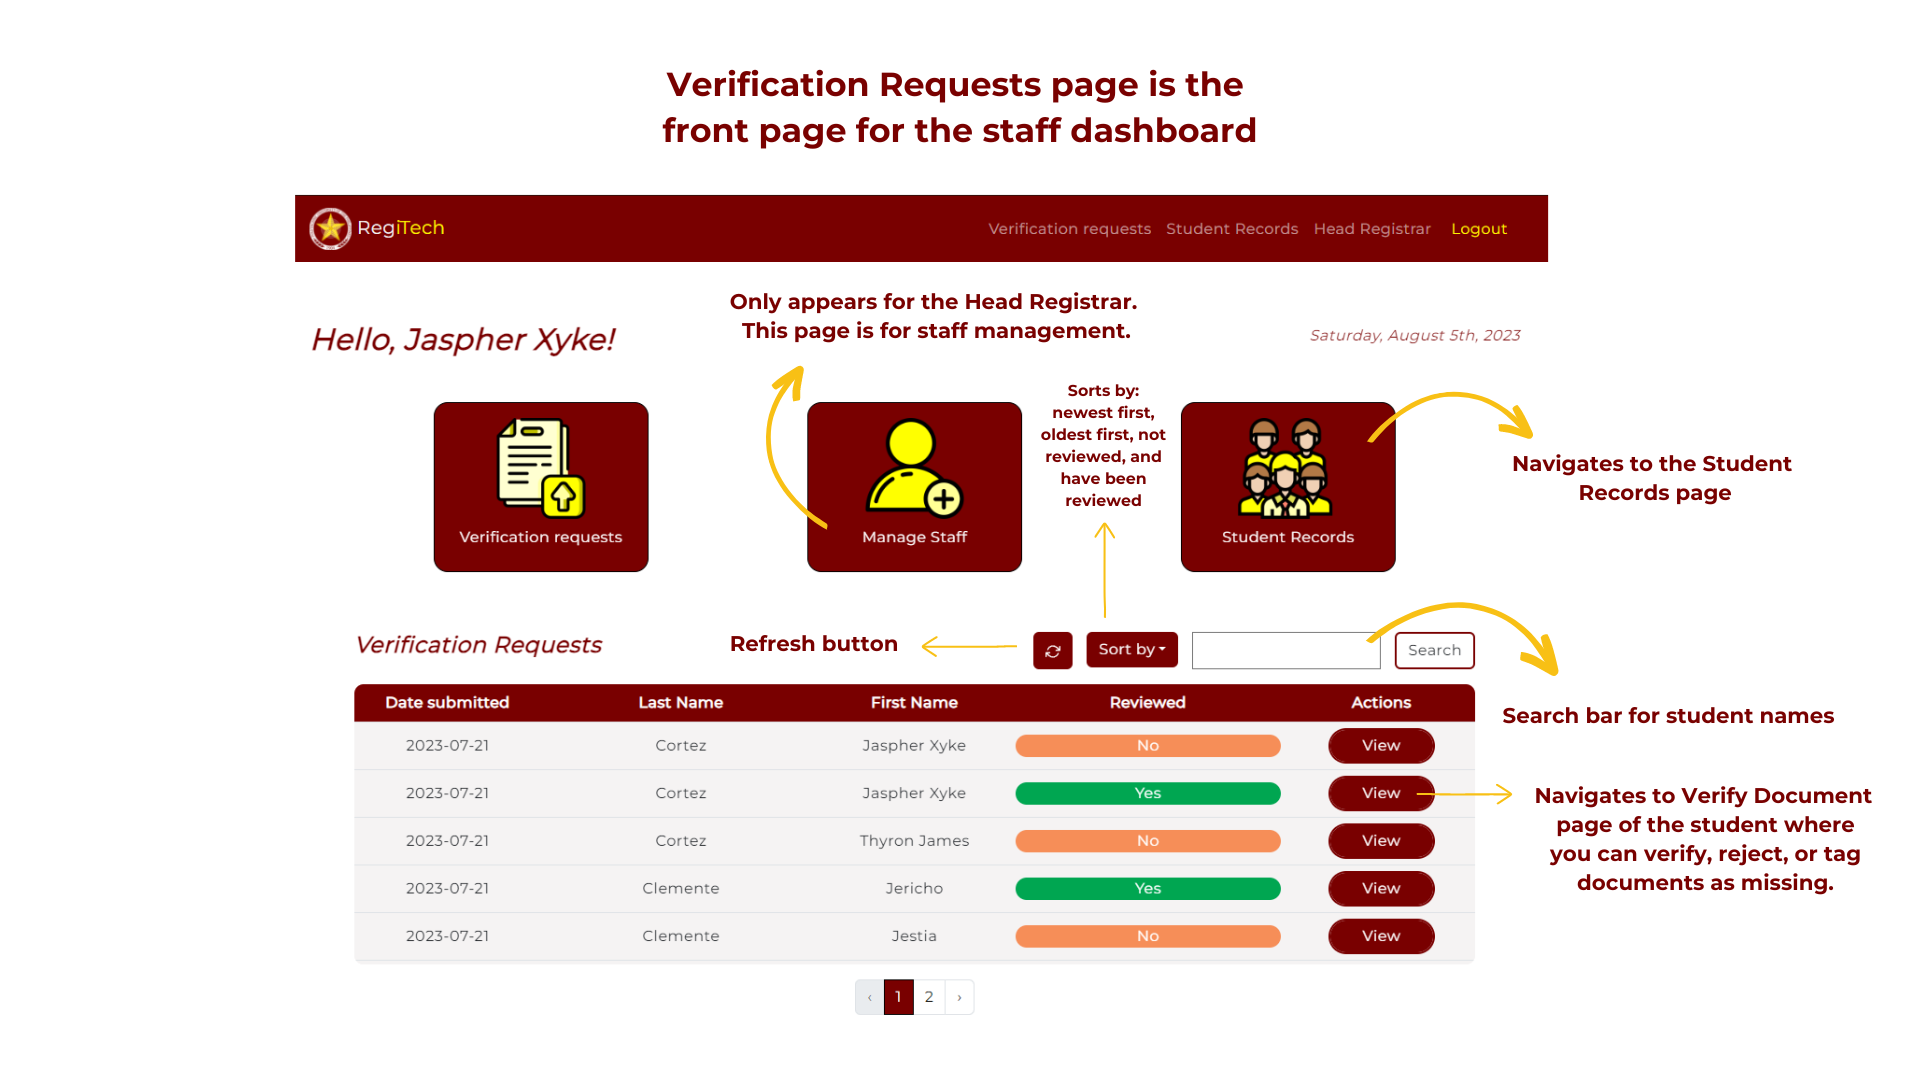 Verification Requests page is the
front page for the staff dashboard
RegiTech
Verification requests Student Records Head Registrar Logout
Only appears for the Head Registrar.
This page is for staff management.
Hello, Jaspher Xyke!
Saturday, August 5th, 2023
Sorts by:
newest first,
oldest first, not
reviewed, and
have been
reviewed
Navigates to the Student
Records page
Verification requests
Manage Staff
Student Records
Verification Requests
Refresh button
Sort by
Search
Search bar for student names
Date submitted Last Name First Name Reviewed Actions
2023-07-21 Cortez Jaspher Xyke No View
2023-07-21 Cortez Jaspher Xyke Yes View
2023-07-21 Cortez Thyron James No View
2023-07-21 Clemente Jericho Yes View
2023-07-21 Clemente Jestia No View
Navigates to Verify Document
page of the student where
you can verify, reject, or tag
documents as missing.
‹ 1 2 ›